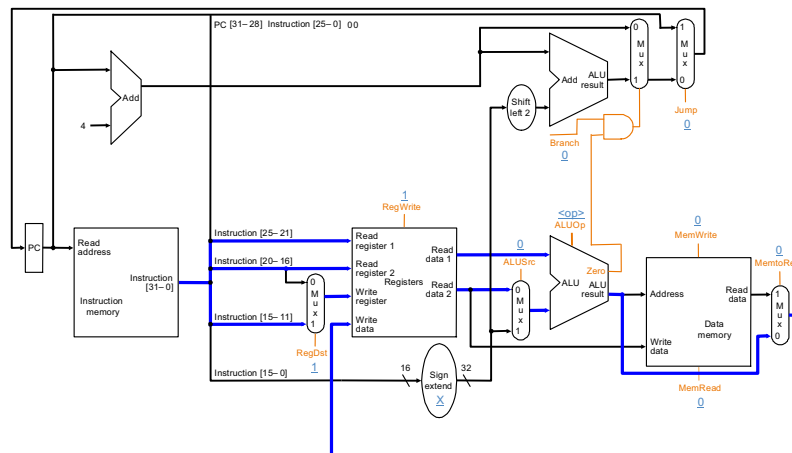 PC [31–28] Instruction [25–0] 00
0
M
u
x
1
1
M
u
x
0
Jump
0
Add
ALU
result
Shift
left 2
Add
4
Branch
0
PC
Read
address
Instruction
[31–0]
Instruction
memory
Instruction [25–21]
Instruction [20–16]
Instruction [15–11]
Instruction [15–0]
0
M
u
x
1
RegDst
1
1
RegWrite
Read
register 1
Read
register 2
Write
register
Write
data
Registers
Read
data 1
Read
data 2
16
Sign
extend
X
32
0
ALUSrc
0
M
u
x
1
<op>
ALUOp
ALU
Zero
ALU
result
0
MemWrite
Address
Write
data
Read
data
Data
memory
MemRead
0
0
MemtoRe
1
M
u
x
0